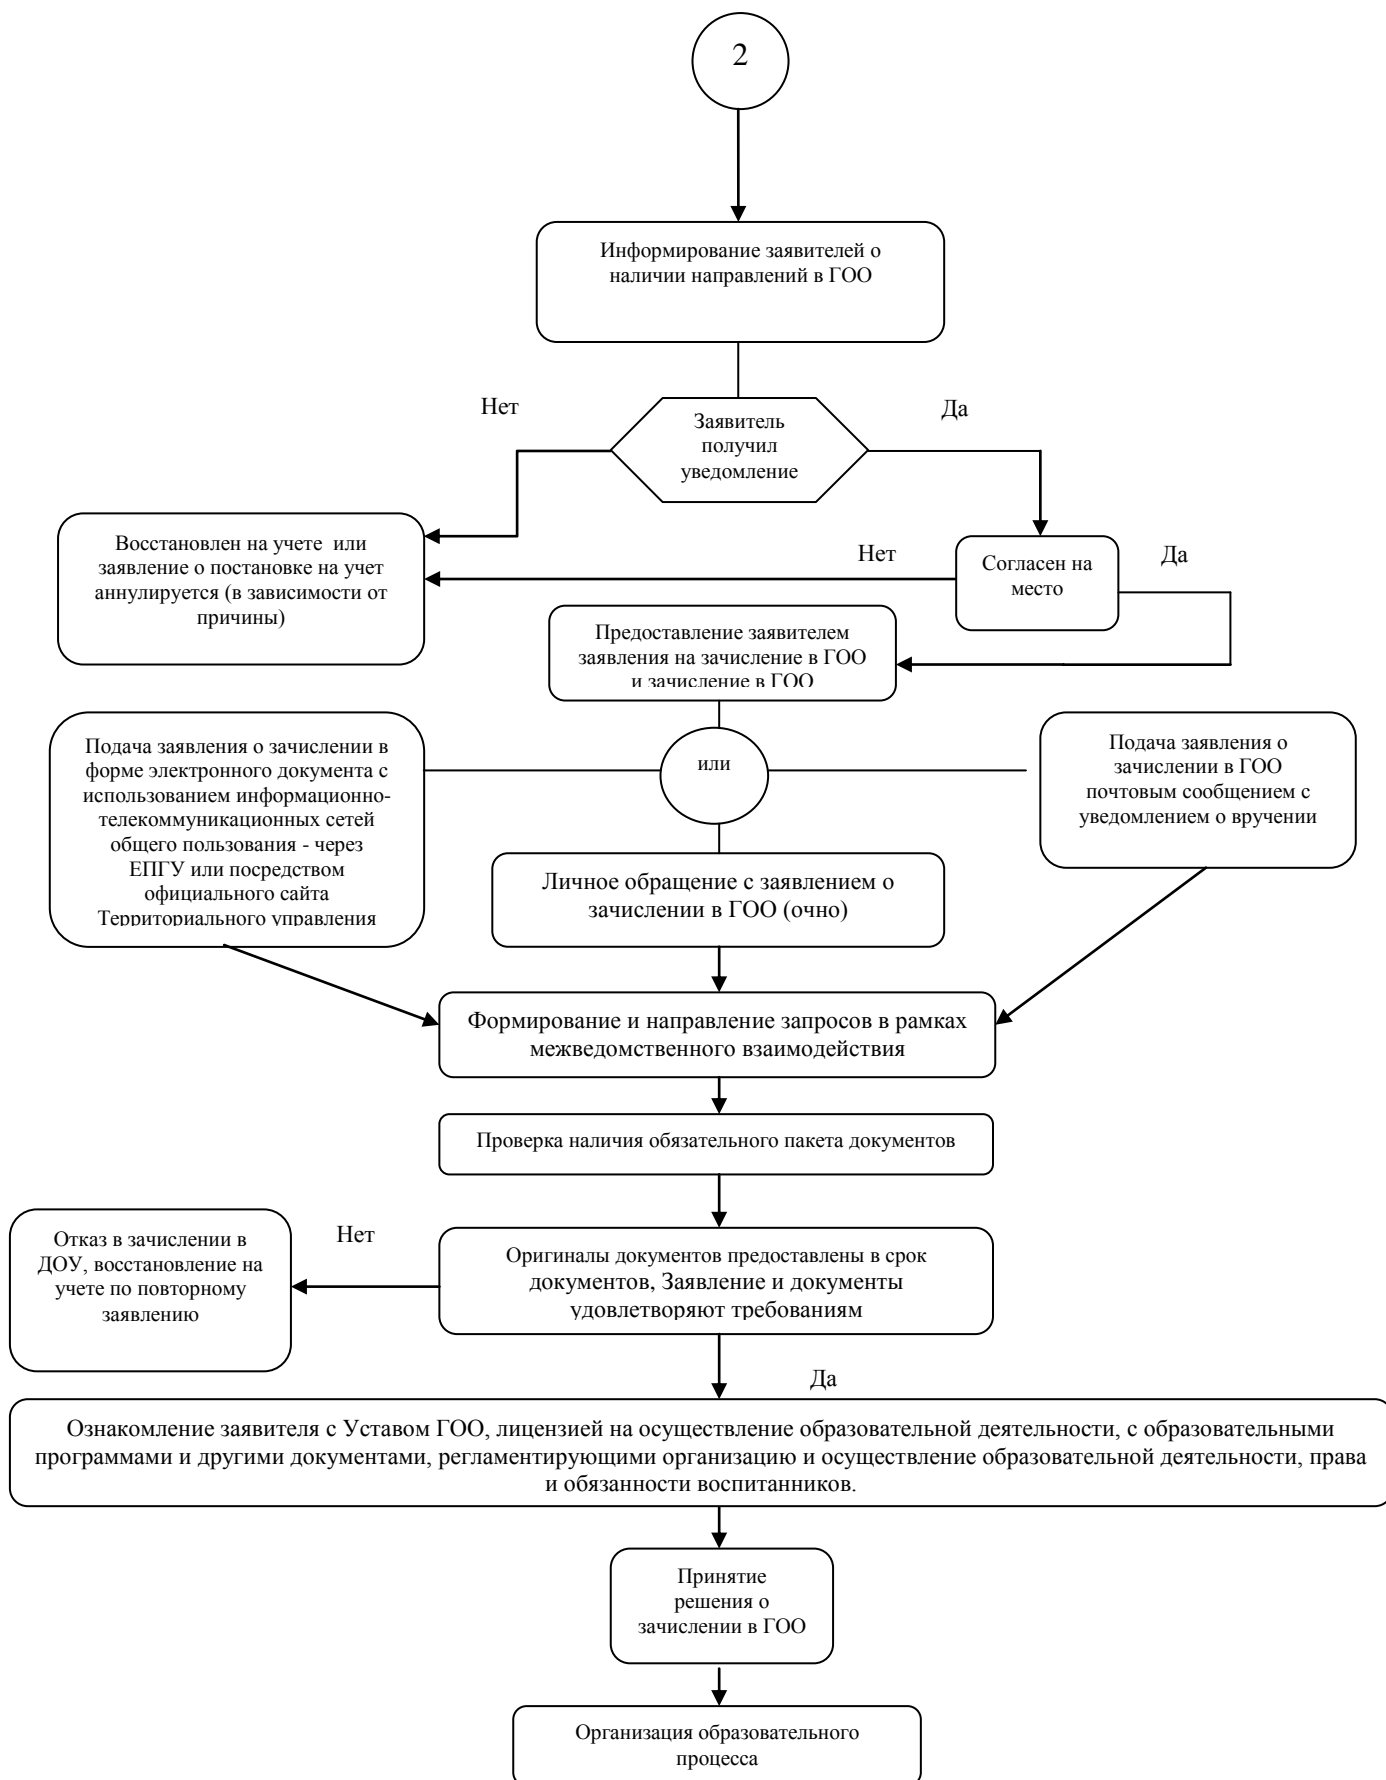 2
Информирование заявителей о
наличии направлений в ГОО
Нет
Да
Заявитель
получил
уведомление
Восстановлен на учете или
заявление о постановке на учет
аннулируется (в зависимости от
причины)
Нет
Согласен на
место
Да
Предоставление заявителем
заявления на зачисление в ГОО
и зачисление в ГОО
Подача заявления о зачислении в
форме электронного документа с
использованием информационно-
телекоммуникационных сетей
общего пользования - через
ЕПГУ или посредством
официального сайта
Территориального управления
или
Подача заявления о
зачислении в ГОО
почтовым сообщением с
уведомлением о вручении
Личное обращение с заявлением о
зачислении в ГОО (очно)
Формирование и направление запросов в рамках
межведомственного взаимодействия
Проверка наличия обязательного пакета документов
Отказ в зачислении в
ДОУ, восстановление на
учете по повторному
заявлению
Нет
Оригиналы документов предоставлены в срок
документов, Заявление и документы
удовлетворяют требованиям
Да
Ознакомление заявителя с Уставом ГОО, лицензией на осуществление образовательной деятельности, с образовательными
программами и другими документами, регламентирующими организацию и осуществление образовательной деятельности, права
и обязанности воспитанников.
Принятие
решения о
зачислении в ГОО
Организация образовательного
процесса